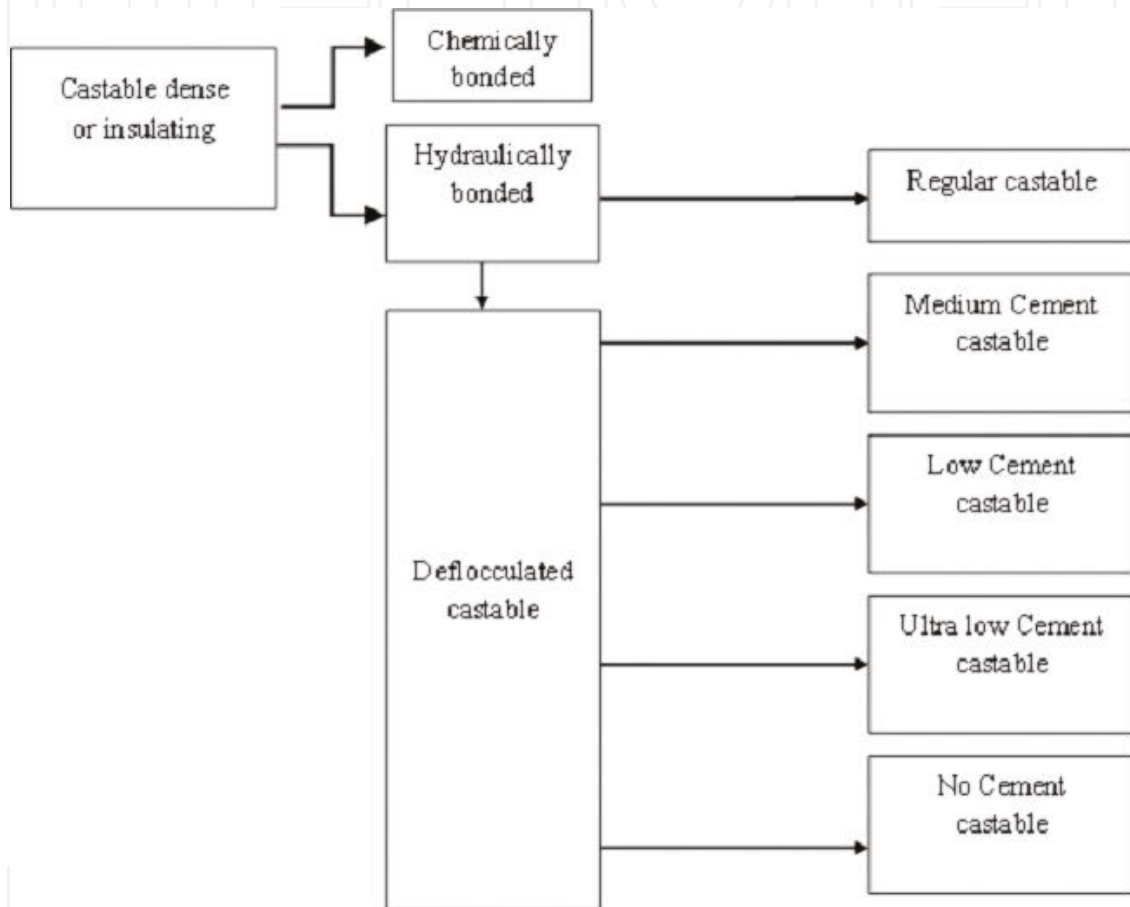 Castable dense
or insulating
Chemically
bonded
Hydraulically
bonded
Regular castable
Medium Cement
castable
Low Cement
castable
Deflocculated
castable
Ultra low Cement
castable
No Cement
castable